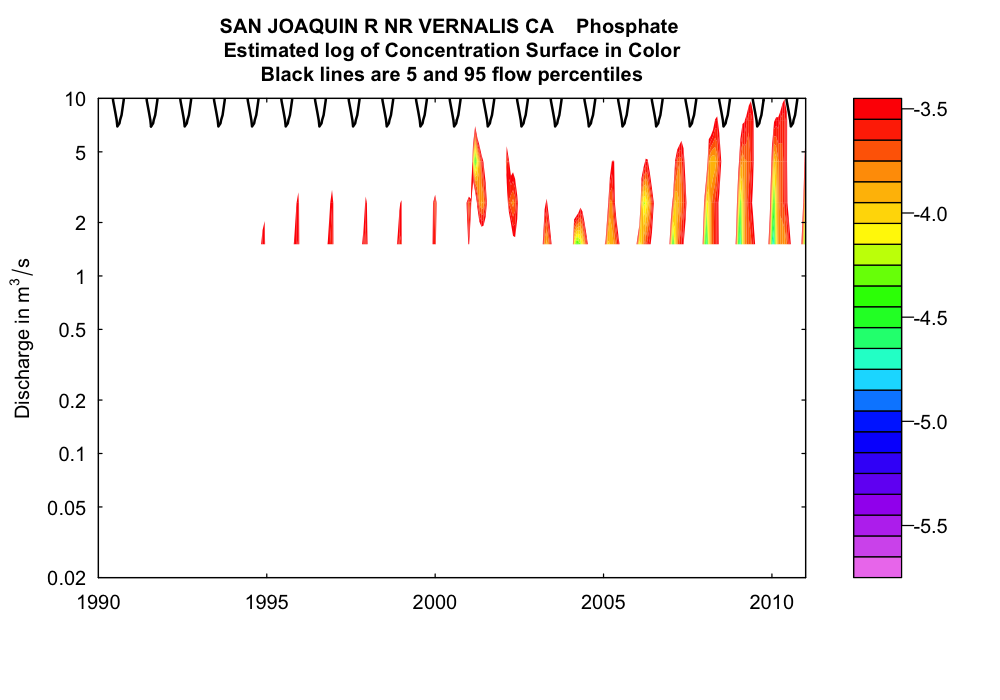 SAN JOAQUIN R NR VERNALIS CA Phosphate
Estimated log of Concentration Surface in Color
Black lines are 5 and 95 flow percentiles
Discharge in m³/s
10
5
2
1
0.5
0.2
0.1
0.05
0.02
1990 1995 2000 2005 2010
-3.5
-4.0
-4.5
-5.0
-5.5